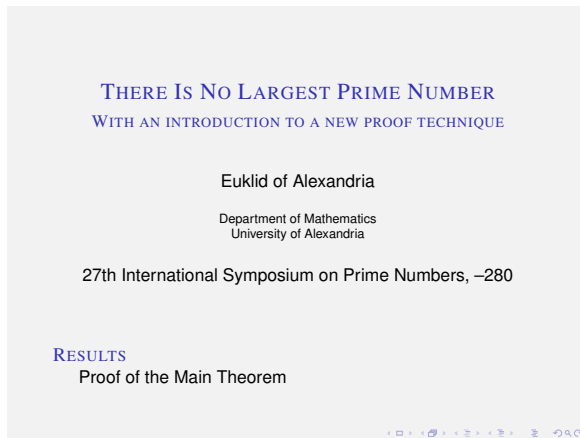 THERE IS NO LARGEST PRIME NUMBER
WITH AN INTRODUCTION TO A NEW PROOF TECHNIQUE
Euklid of Alexandria
Department of Mathematics
University of Alexandria
27th International Symposium on Prime Numbers, –280
RESULTS
Proof of the Main Theorem